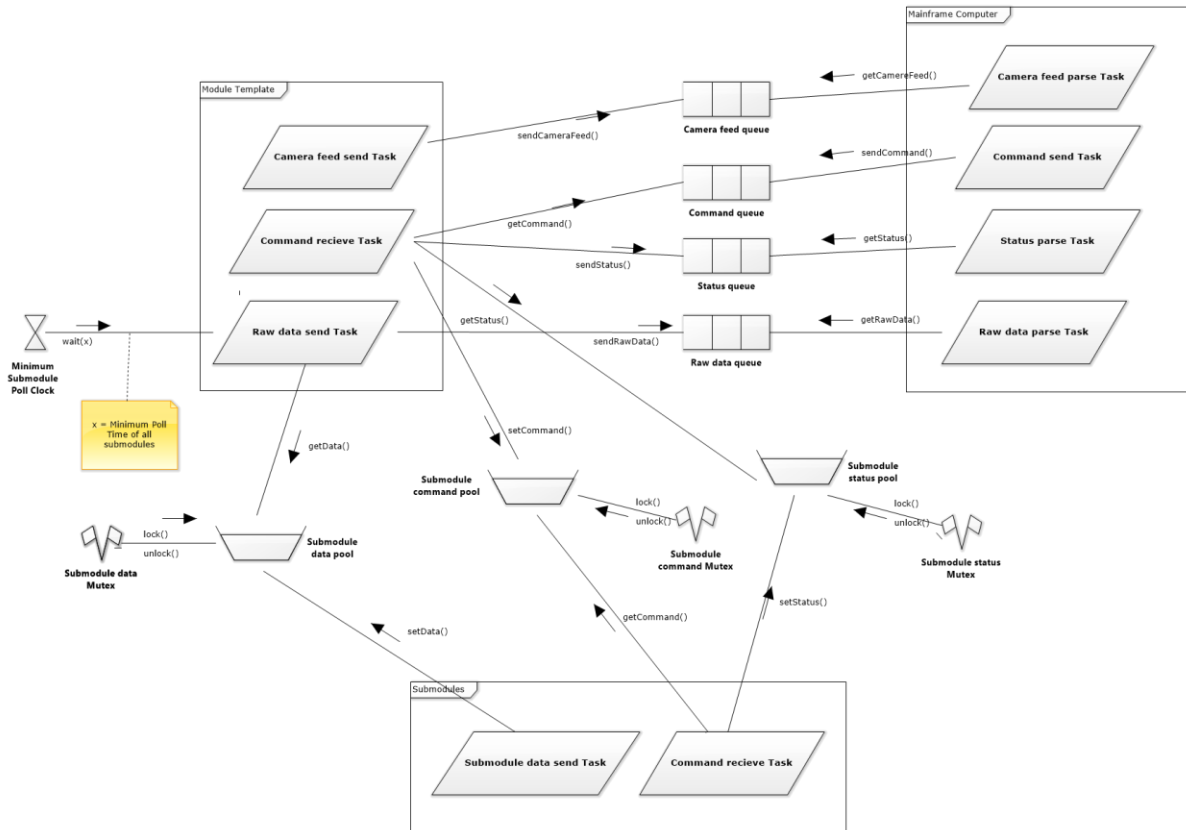 Mainframe Computer
Camera feed parse Task
getCamereFeed()
Module Template
Camera feed send Task
sendCameraFeed()
Camera feed queue
Command send Task
sendCommand()
Command recieve Task
getCommand()
Command queue
Status parse Task
getStatus()
sendStatus()
Status queue
Raw data send Task
getStatus()
sendRawData()
Raw data queue
getRawData()
Raw data parse Task
wait(x)
Minimum
Submodule
Poll Clock
x = Minimum Poll
Time of all
submodules
getData()
setCommand()
Submodule
command pool
Submodule
status pool
lock()
unlock()
Submodule
command Mutex
lock()
unlock()
Submodule status
Mutex
lock()
unlock()
Submodule data
Mutex
Submodule
data pool
setData()
getCommand()
setStatus()
Submodules
Submodule data send Task
Command recieve Task